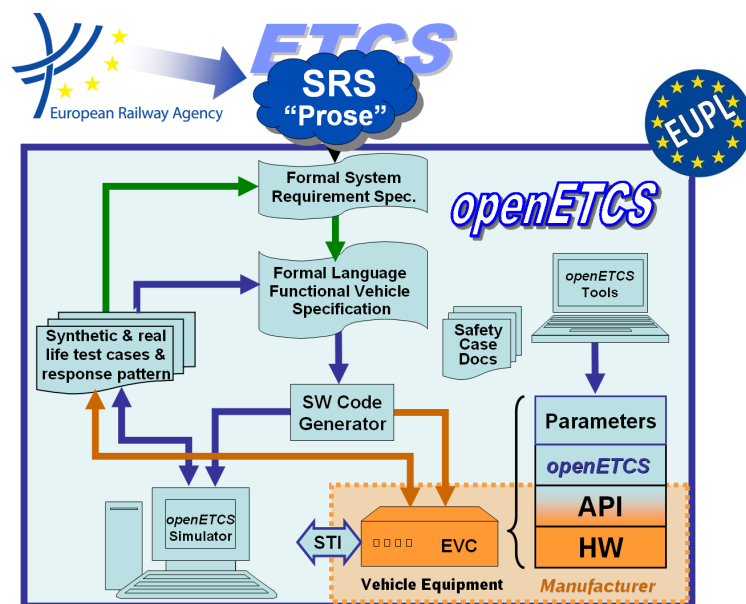 ETCS
SRS
“Prose”
European Railway Agency
EUPL
Formal System
Requirement Spec.
openETCS
Formal Language
Functional Vehicle
Specification
openETCS
Tools
Synthetic & real
life test cases &
response pattern
Safety
Case
Docs
SW Code
Generator
Parameters
openETCS
API
HW
openETCS
Simulator
STI
EVC
Vehicle Equipment
Manufacturer